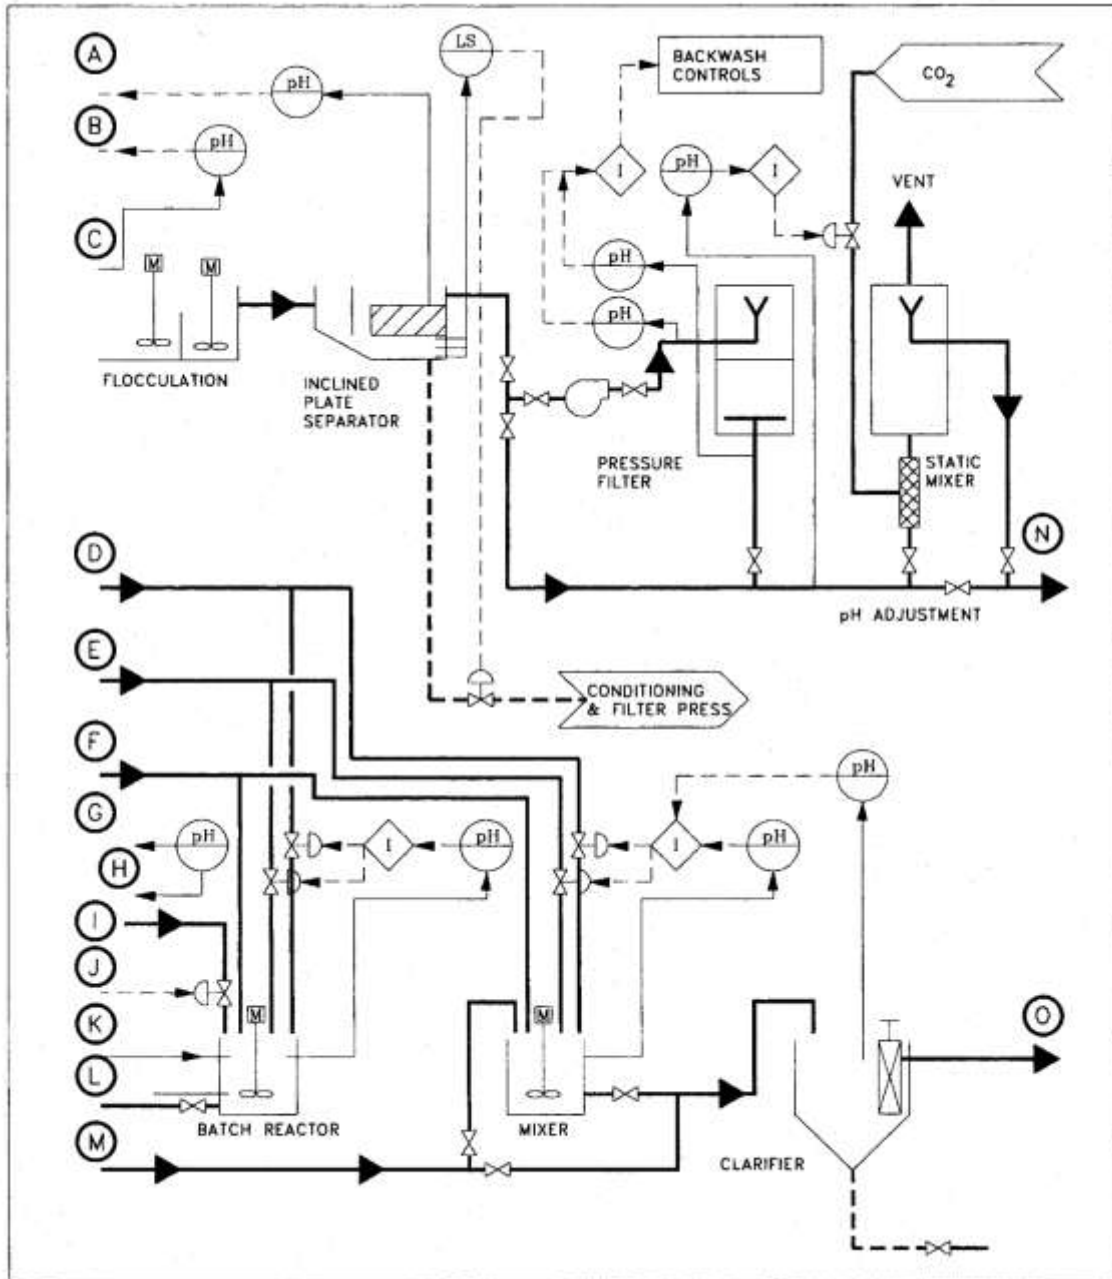 A
LS
BACKWASH
CONTROLS
CO2
pH
B
pH
I
pH
I
VENT
C
M
M
pH
pH
FLOCCULATION
INCLINED
PLATE
SEPARATOR
PRESSURE
FILTER
STATIC
MIXER
D
N
pH ADJUSTMENT
E
CONDITIONING
& FILTER PRESS
F
pH
G
pH
I
pH
I
pH
H
I
J
M
M
K
O
L
BATCH REACTOR
MIXER
M
CLARIFIER